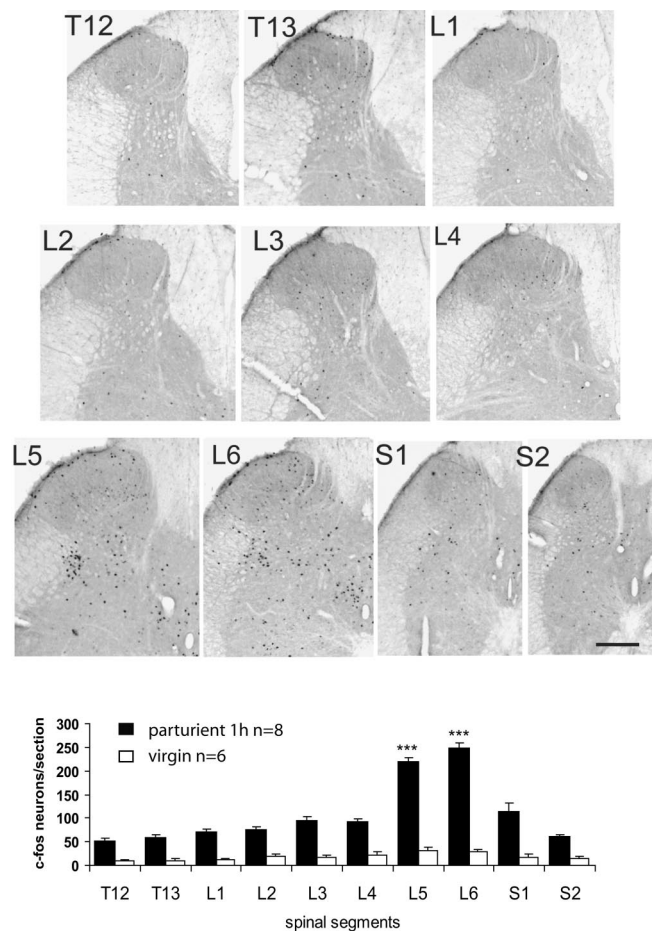 T12 T13 L1
L2 L3 L4
L5 L6 S1 S2
300
250
200
150
100
50
0
c-fos neurons/section
parturient 1h n=8
virgin n=6
*** ***
T12 T13 L1 L2 L3 L4 L5 L6 S1 S2
spinal segments